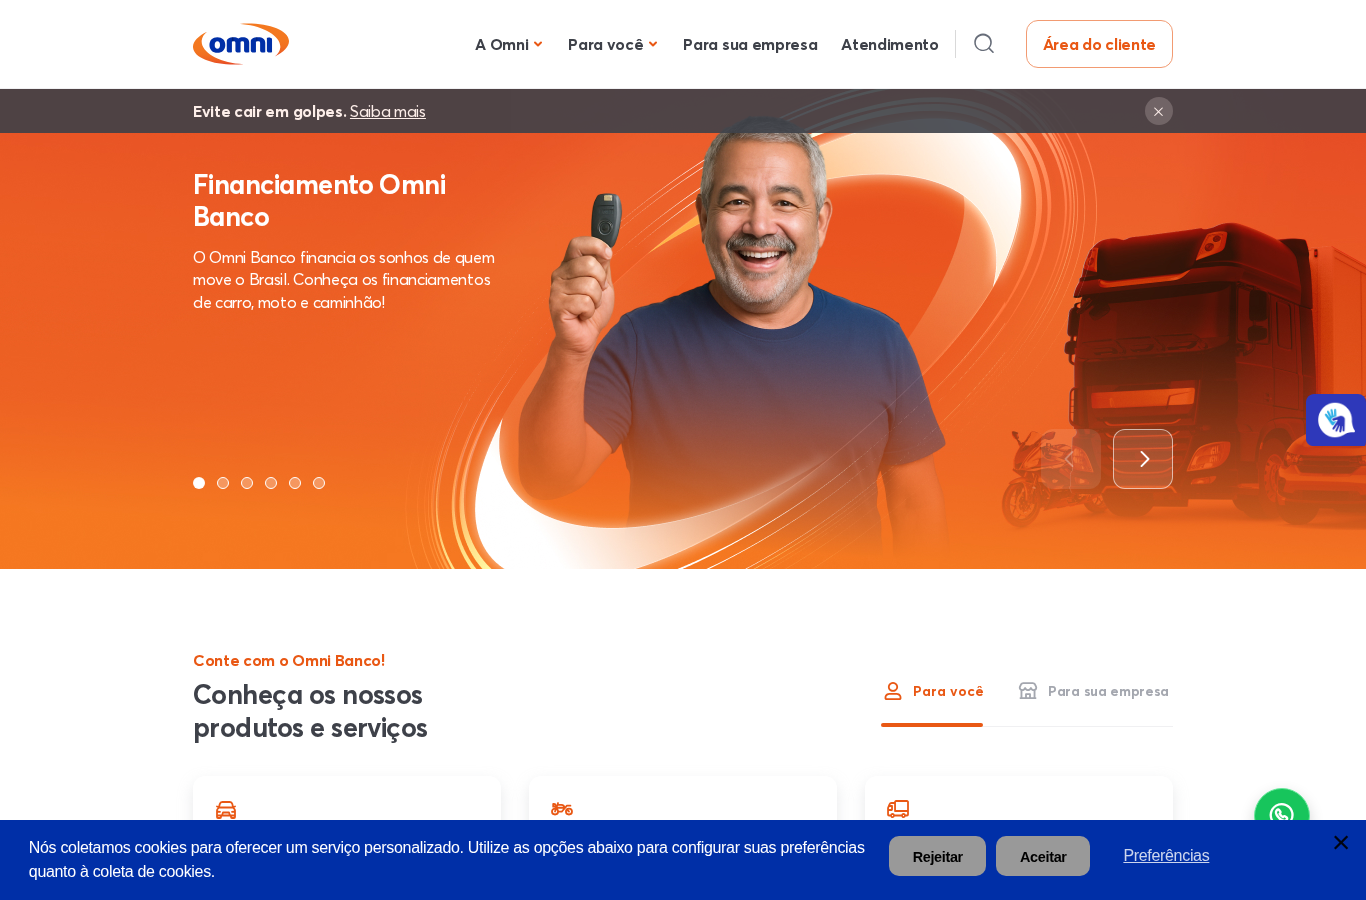 omni
A Omni
Para você
Para sua empresa
Atendimento
Área do cliente
Evite cair em golpes. Saiba mais
Financiamento Omni
Banco
O Omni Banco financia os sonhos de quem
move o Brasil. Conheça os financiamentos
de carro, moto e caminhão!
Conte com o Omni Banco!
Conheça os nossos
produtos e serviços
Para você
Para sua empresa
Nós coletamos cookies para oferecer um serviço personalizado. Utilize as opções abaixo para configurar suas preferências
quanto à coleta de cookies.
Rejeitar
Aceitar
Preferências